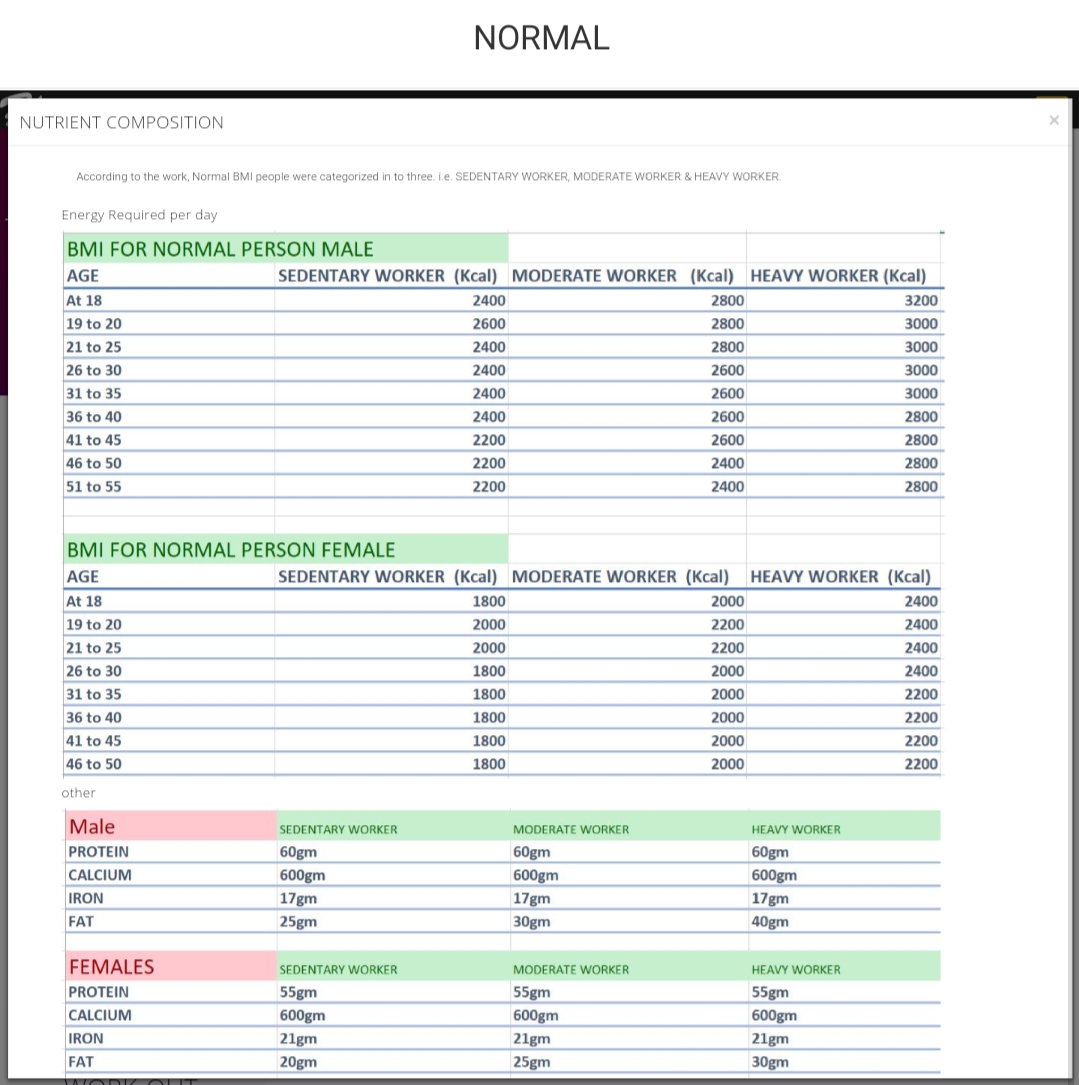 NORMAL
NUTRIENT COMPOSITION ×
According to the work, Normal BMI people were categorized in to three. i.e. SEDENTARY WORKER, MODERATE WORKER & HEAVY WORKER.
Energy Required per day
BMI FOR NORMAL PERSON MALE
AGE SEDENTARY WORKER (Kcal) MODERATE WORKER (Kcal) HEAVY WORKER (Kcal)
At 18 2400 2800 3200
19 to 20 2600 2800 3000
21 to 25 2400 2800 3000
26 to 30 2400 2600 3000
31 to 35 2400 2600 3000
36 to 40 2400 2600 2800
41 to 45 2200 2600 2800
46 to 50 2200 2400 2800
51 to 55 2200 2400 2800
BMI FOR NORMAL PERSON FEMALE
AGE SEDENTARY WORKER (Kcal) MODERATE WORKER (Kcal) HEAVY WORKER (Kcal)
At 18 1800 2000 2400
19 to 20 2000 2200 2400
21 to 25 2000 2200 2400
26 to 30 1800 2000 2400
31 to 35 1800 2000 2200
36 to 40 1800 2000 2200
41 to 45 1800 2000 2200
46 to 50 1800 2000 2200
other
Male SEDENTARY WORKER MODERATE WORKER HEAVY WORKER
PROTEIN 60gm 60gm 60gm
CALCIUM 600gm 600gm 600gm
IRON 17gm 17gm 17gm
FAT 25gm 30gm 40gm
FEMALES SEDENTARY WORKER MODERATE WORKER HEAVY WORKER
PROTEIN 55gm 55gm 55gm
CALCIUM 600gm 600gm 600gm
IRON 21gm 21gm 21gm
FAT 20gm 25gm 30gm